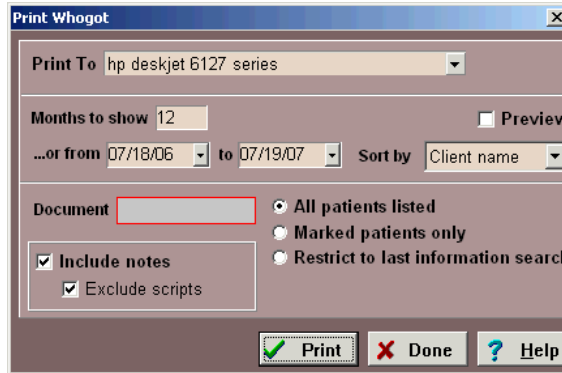 Print Whogot
Print To hp deskjet 6127 series
Months to show 12
Preview
...or from 07/18/06 to 07/19/07 Sort by Client name
Document
All patients listed
Marked patients only
Restrict to last information search
Include notes
Exclude scripts
Print Done Help